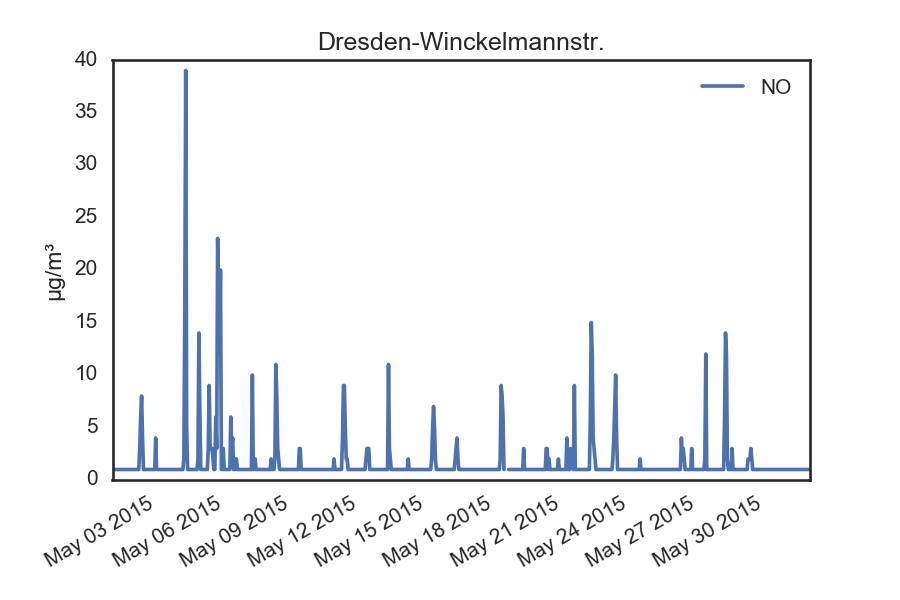 Dresden-Winckelmannstr.
NO
µg/m³
40
35
30
25
20
15
10
5
0
May 03 2015
May 06 2015
May 09 2015
May 12 2015
May 15 2015
May 18 2015
May 21 2015
May 24 2015
May 27 2015
May 30 2015